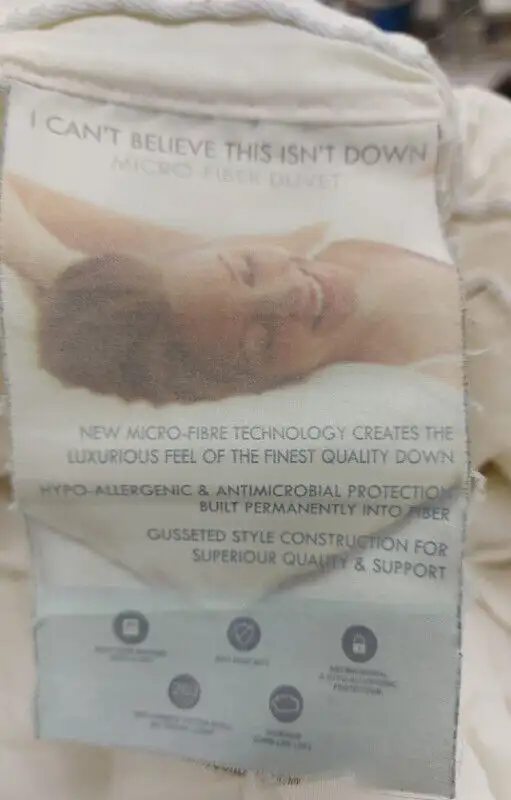 I CAN'T BELIEVE THIS ISN'T DOWN
MICRO-FIBER DUVET
NEW MICRO-FIBRE TECHNOLOGY CREATES THE
LUXURIOUS FEEL OF THE FINEST QUALITY DOWN
HYPO-ALLERGENIC & ANTIMICROBIAL PROTECTION
BUILT PERMANENTLY INTO FIBER
GUSSETED STYLE CONSTRUCTION FOR
SUPERIOUR QUALITY & SUPPORT
PROTECTION